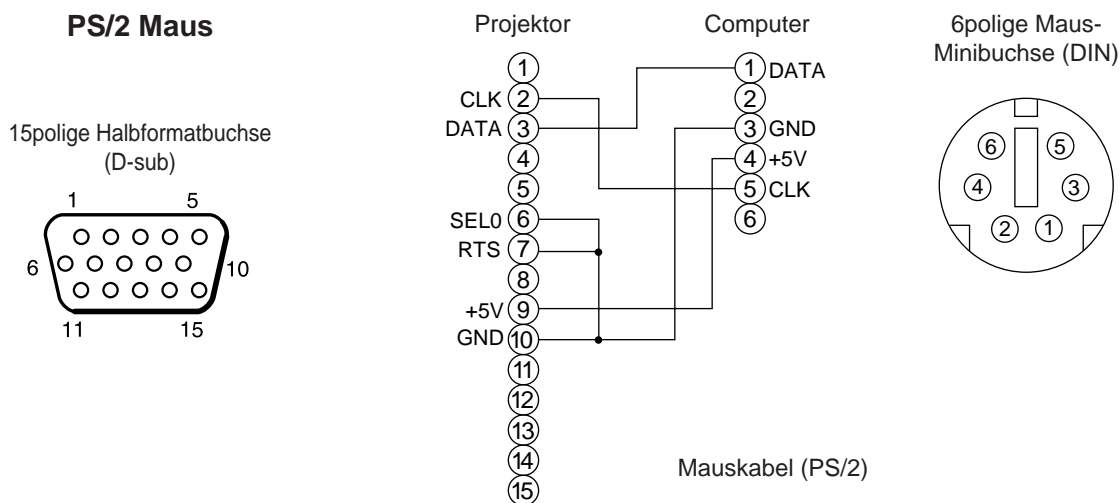 PS/2 Maus
15polige Halbformatbuchse
(D-sub)
1 5
6 10
11 15
Projektor Computer
1
CLK 2
DATA 3
4
5
SEL0 6
RTS 7
8
+5V 9
GND 10
11
12
13
14
15
1 DATA
2
3 GND
4 +5V
5 CLK
6
Mauskabel (PS/2)
6polige Maus-
Minibuchse (DIN)
6 5
4 3
2 1